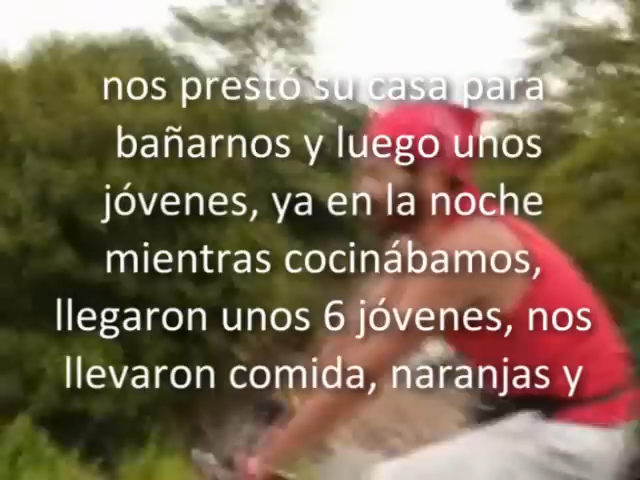 nos prestó su casa para
bañarnos y luego unos
jóvenes, ya en la noche
mientras cocinábamos,
llegaron unos 6 jóvenes, nos
llevaron comida, naranjas y